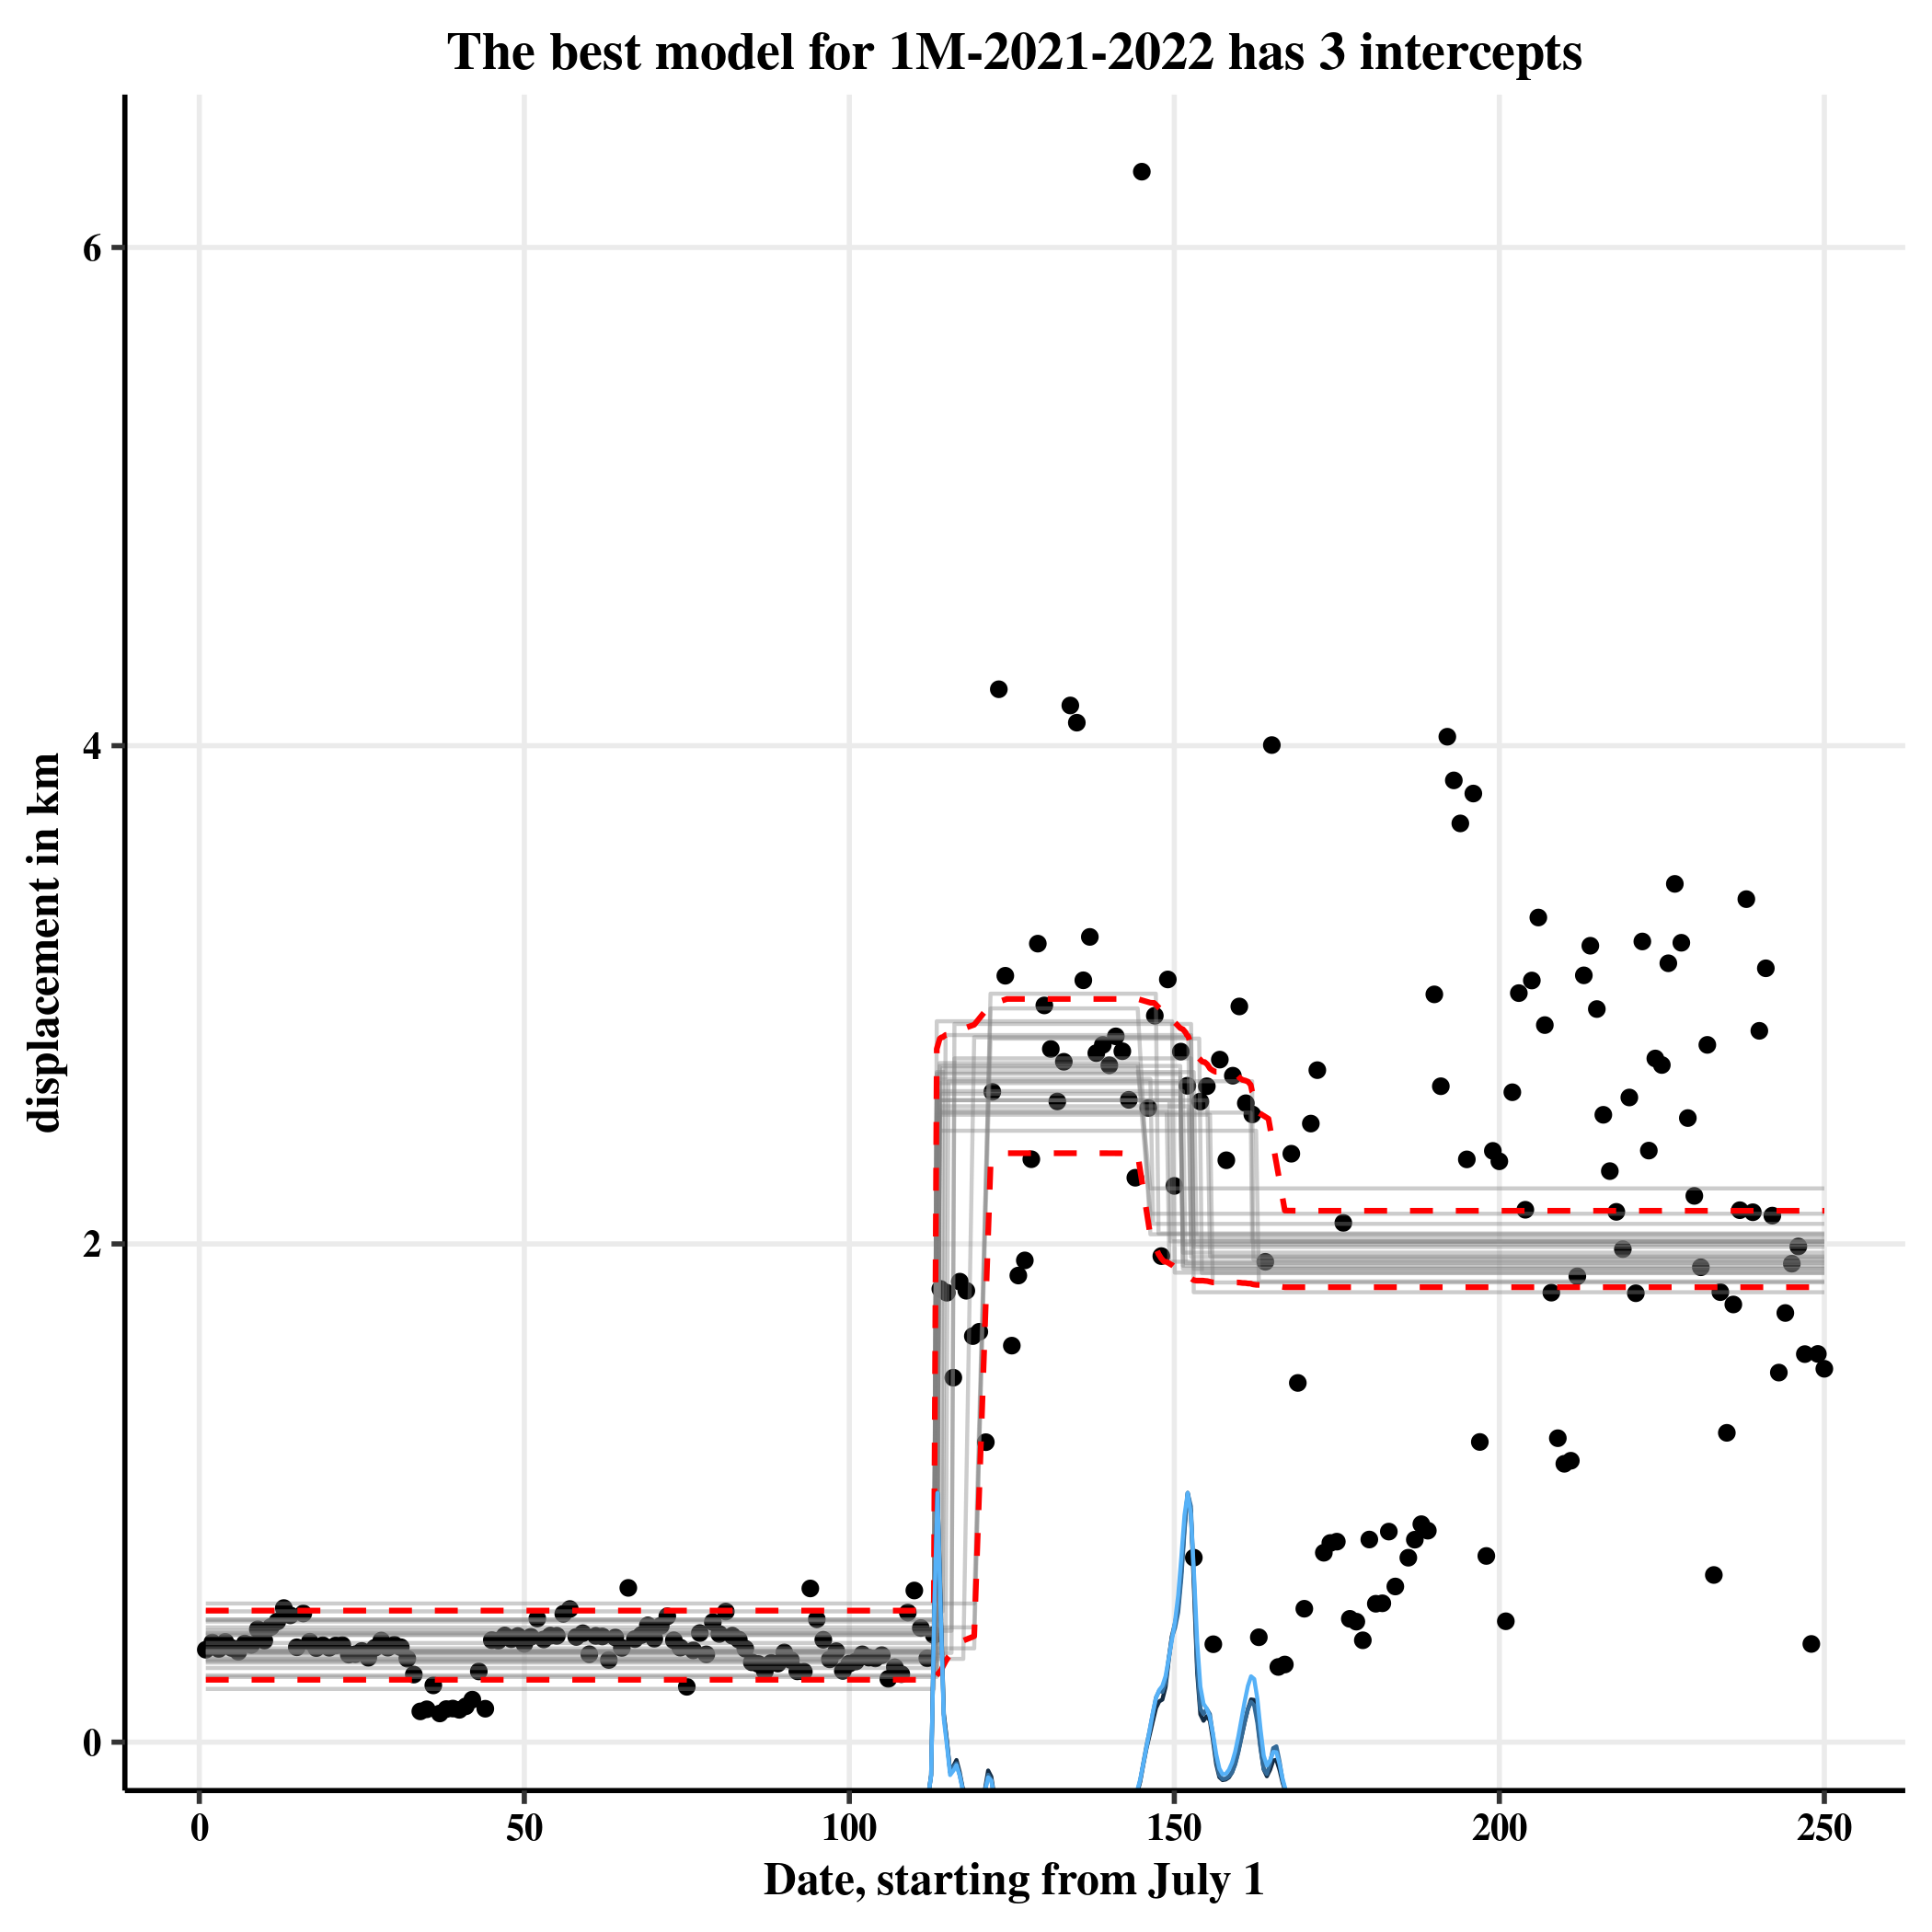 The best model for 1M-2021-2022 has 3 intercepts
displacement in km
6
4
2
0
0 50 100 150 200 250
Date, starting from July 1